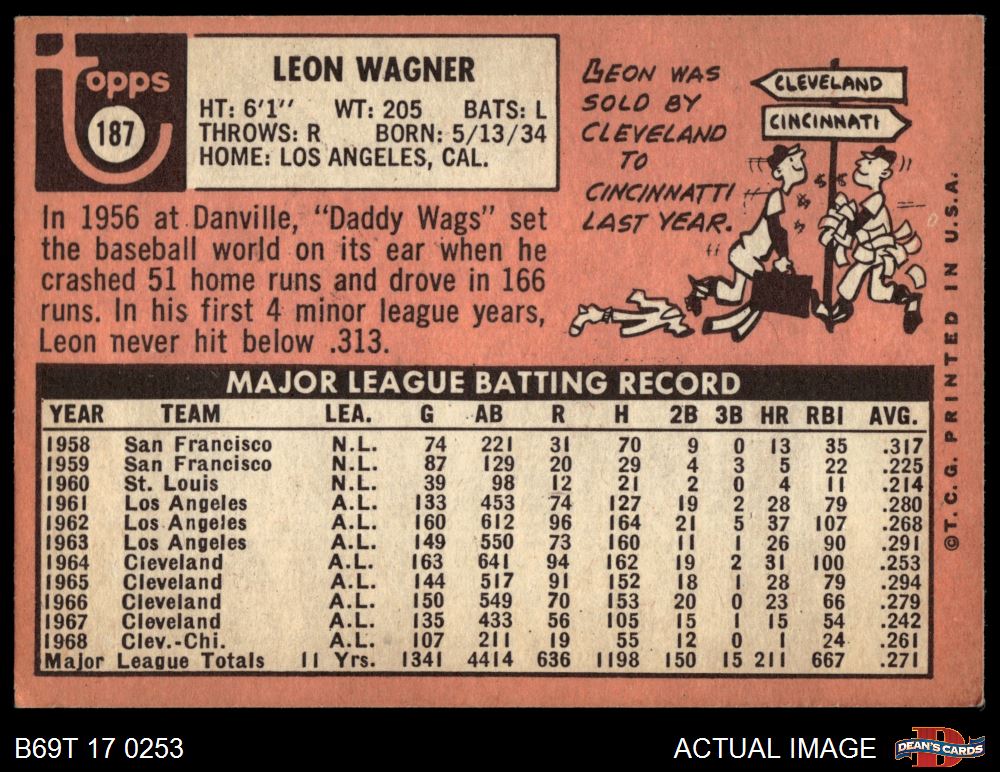 Topps
187
LEON WAGNER
HT: 6'1" WT: 205 BATS: L
THROWS: R BORN: 5/13/34
HOME: LOS ANGELES, CAL.
In 1956 at Danville, "Daddy Wags" set
the baseball world on its ear when he
crashed 51 home runs and drove in 166
runs. In his first 4 minor league years,
Leon never hit below .313.
LEON WAS
SOLD BY
CLEVELAND
TO
CINCINNATTI
LAST YEAR.
CLEVELAND
CINCINNATI
$ $
MAJOR LEAGUE BATTING RECORD
YEAR TEAM LEA. G AB R H 2B 3B HR RBI AVG.
1958 San Francisco N.L. 74 221 31 70 9 0 13 35 .317
1959 San Francisco N.L. 87 129 20 29 4 3 5 22 .225
1960 St. Louis N.L. 39 98 12 21 2 0 4 11 .214
1961 Los Angeles A.L. 133 453 74 127 19 2 28 79 .280
1962 Los Angeles A.L. 160 612 96 164 21 5 37 107 .268
1963 Los Angeles A.L. 149 550 73 160 11 1 26 90 .291
1964 Cleveland A.L. 163 641 94 162 19 2 31 100 .253
1965 Cleveland A.L. 144 517 91 152 18 1 28 79 .294
1966 Cleveland A.L. 150 549 70 153 20 0 23 66 .279
1967 Cleveland A.L. 135 433 56 105 15 1 15 54 .242
1968 Clev.-Chi. A.L. 107 211 19 55 12 0 1 24 .261
Major League Totals 11 Yrs. 1341 4414 636 1198 150 15 211 667 .271
©T.C.G. PRINTED IN U.S.A.
B69T 17 0253
ACTUAL IMAGE
D
DEAN'S CARDS